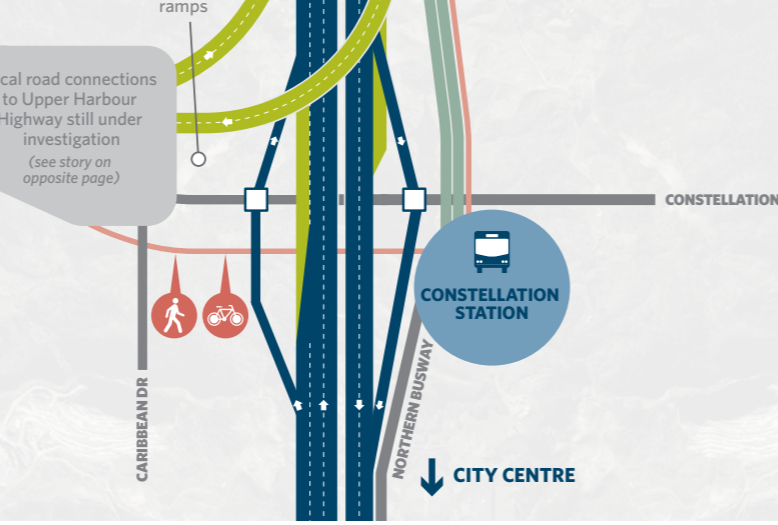 ramps
cal road connections
to Upper Harbour
Highway still under
investigation
(see story on
opposite page)
CONSTELLATION
CONSTELLATION
STATION
CARIBBEAN DR
NORTHERN BUSWAY
CITY CENTRE